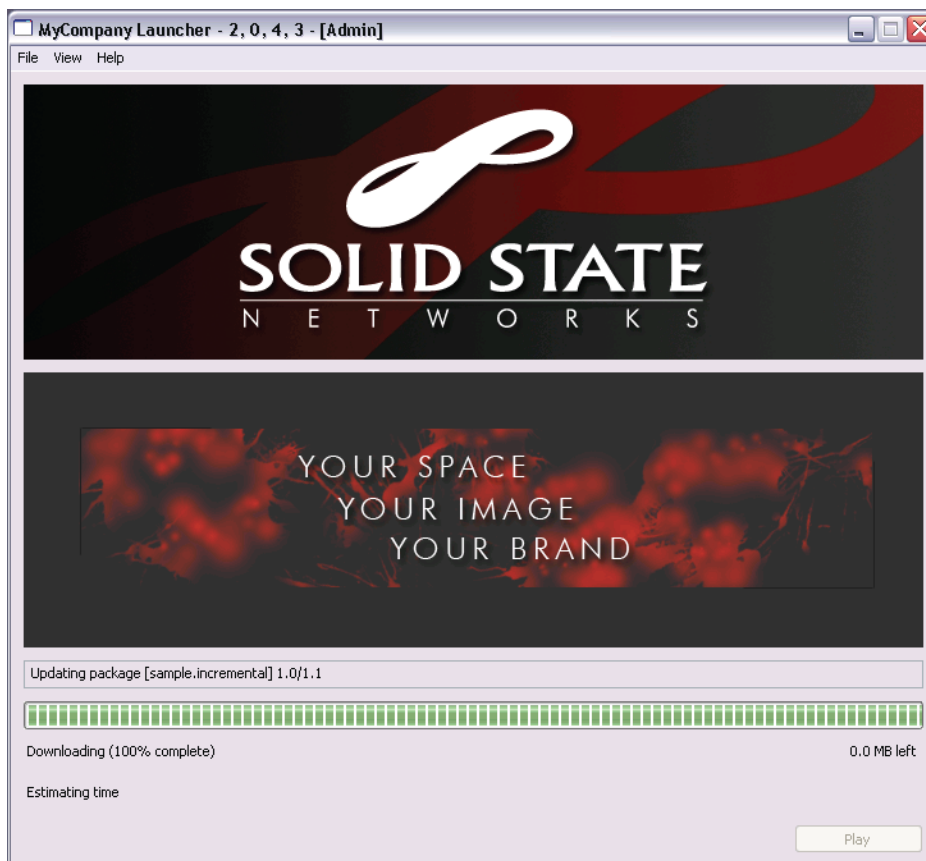 MyCompany Launcher - 2, 0, 4, 3 - [Admin]
File View Help
SOLID STATE
NETWORKS
YOUR SPACE
YOUR IMAGE
YOUR BRAND
Updating package [sample.incremental] 1.0/1.1
Downloading (100% complete) 0.0 MB left
Estimating time
Play